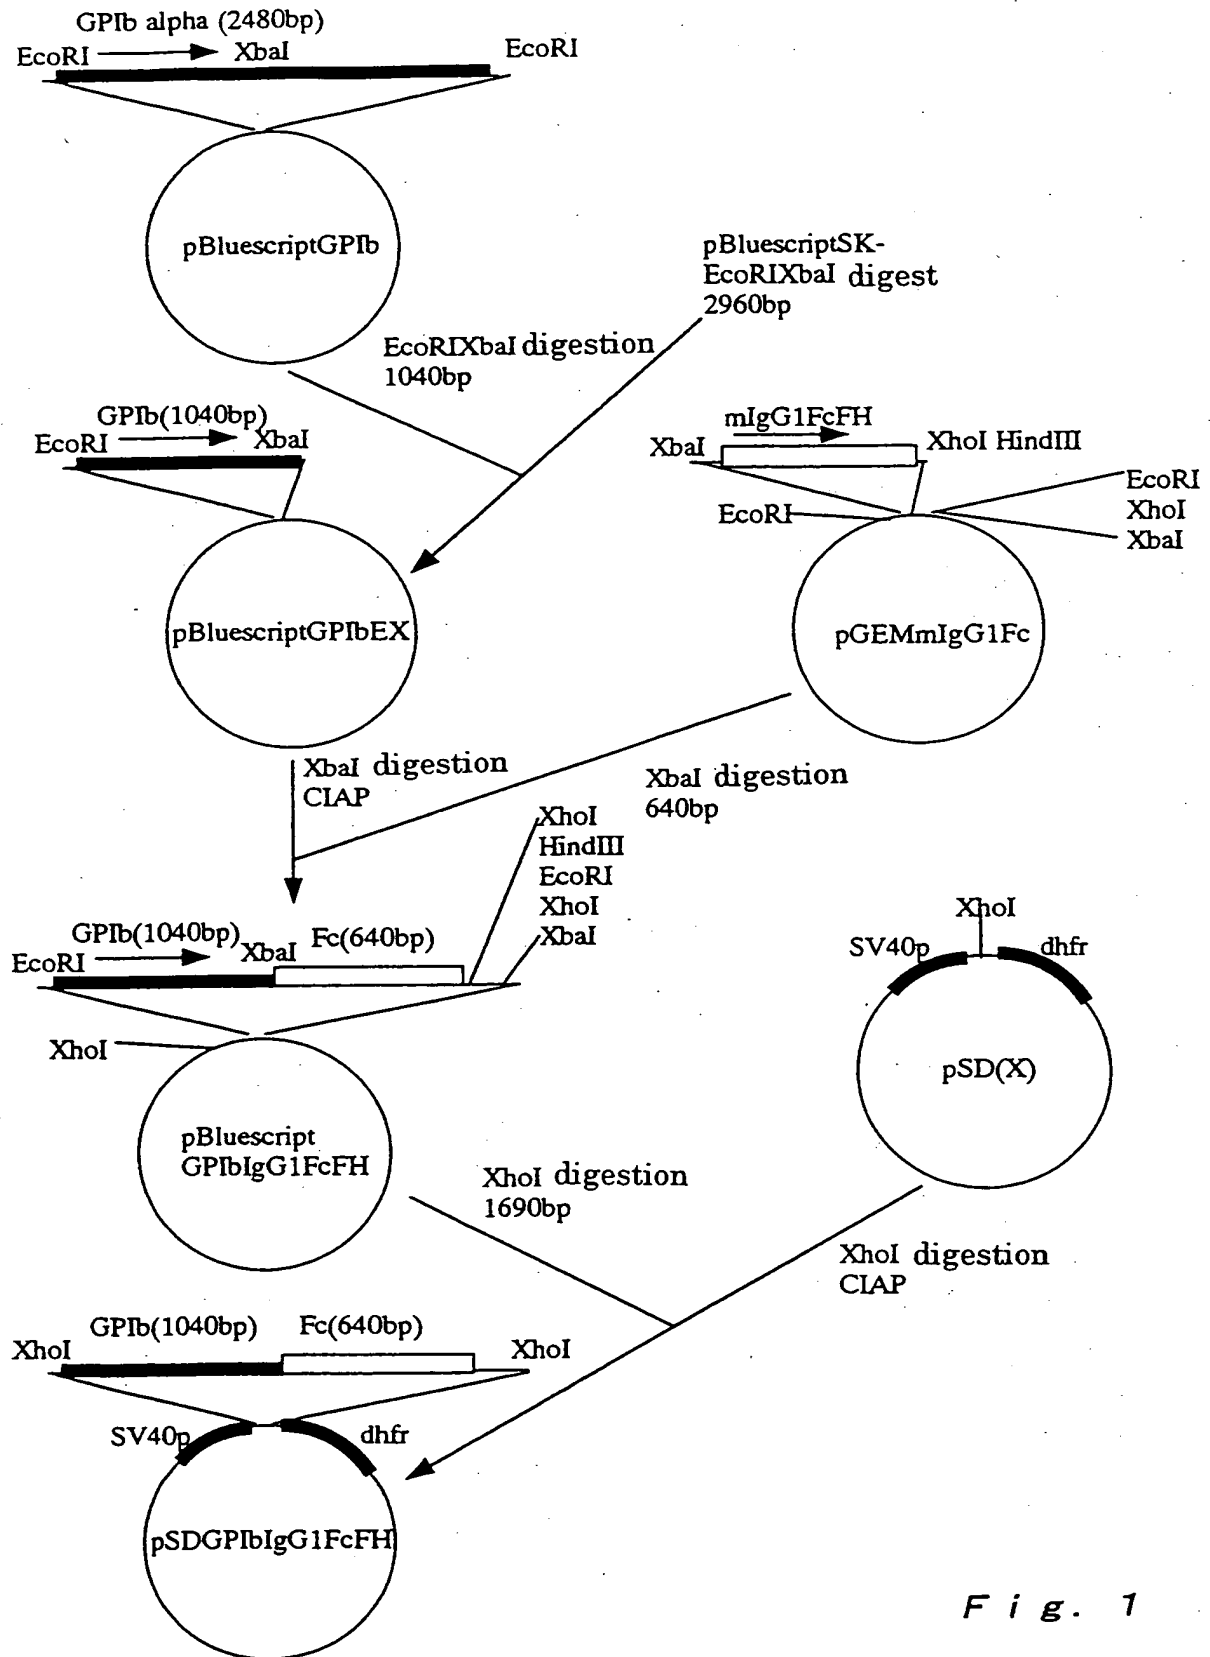 GPIb alpha (2480bp)
EcoRI
XbaI
EcoRI
pBluescriptGPIb
pBluescriptSK-
EcoRIXbaI digest
2960bp
EcoRIXbaI digestion
1040bp
GPIb(1040bp)
EcoRI
XbaI
mIgG1FcFH
XbaI
XhoI HindIII
EcoRI
EcoRI
XhoI
XbaI
pBluescriptGPIbEX
pGEMmIgG1Fc
XbaI digestion
CIAP
XbaI digestion
640bp
XhoI
HindIII
EcoRI
XhoI
XbaI
GPIb(1040bp)
XbaI
Fc(640bp)
EcoRI
XhoI
XhoI
SV40p
dhfr
pSD(X)
pBluescript
GPIbIgG1FcFH
XhoI digestion
1690bp
XhoI digestion
CIAP
GPIb(1040bp)
Fc(640bp)
XhoI
XhoI
SV40p
dhfr
pSDGPIbIgG1FcFH
Fig. 1